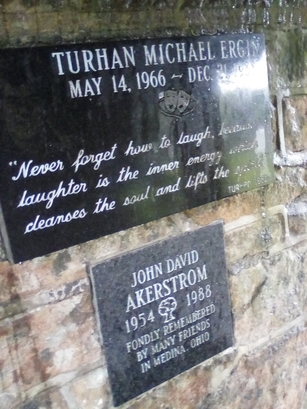 TURHAN MICHAEL ERGIN
MAY 14, 1966 ~ DEC.
"Never forget how to laugh, because
laughter is the inner energy which
cleanses the soul and lifts the
JOHN DAVID
AKERSTROM
1954 1988
FONDLY REMEMBERED
BY MANY FRIENDS
IN MEDINA, OHIO